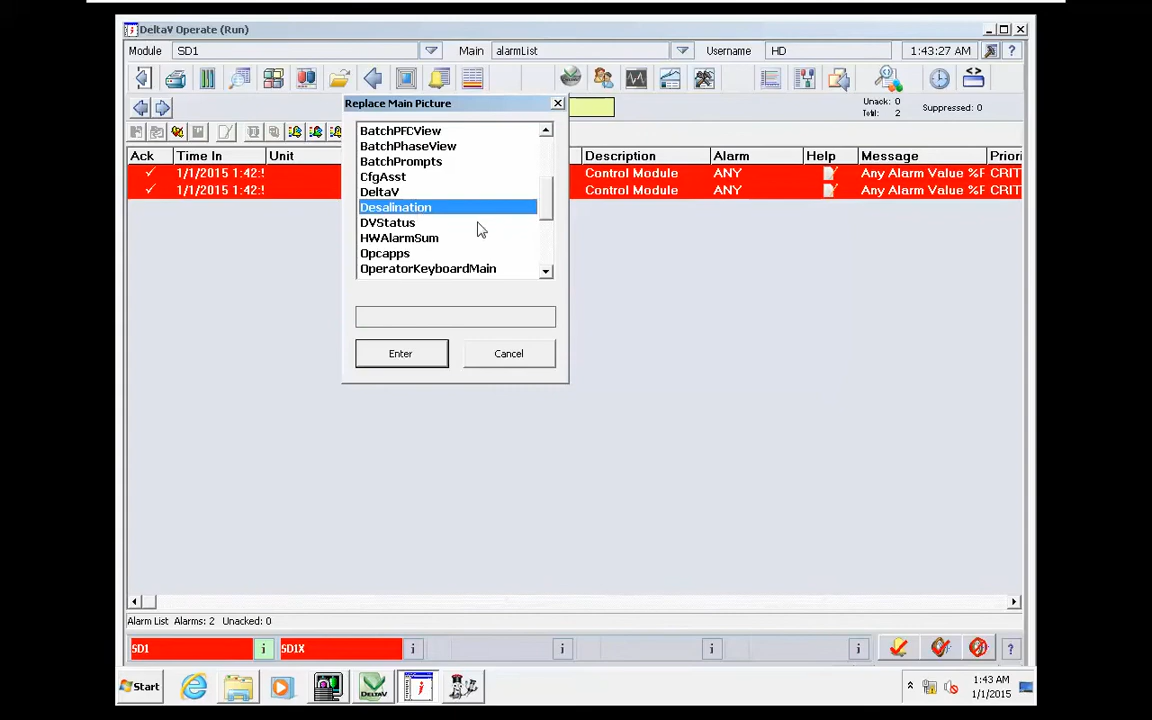 DeltaV Operate (Run)
Module SD1 Main alarmList Username HD 1:43:27 AM ?
Replace Main Picture
Unack: 0
Total: 2
Suppressed: 0
BatchPFCView
BatchPhaseView
BatchPrompts
CfgAsst
DeltaV
Desalination
DVStatus
HWAlarmSum
Opcapps
OperatorKeyboardMain
Enter Cancel
Ack Time In Unit Description Alarm Help Message Priori
1/1/2015 1:42:! Control Module ANY Any Alarm Value %P CRIT
1/1/2015 1:42:! Control Module ANY Any Alarm Value %P CRIT
Alarm List Alarms: 2 Unacked: 0
SD1 i SD1X i i i i ?
Start DELTAV 1:43 AM
1/1/2015